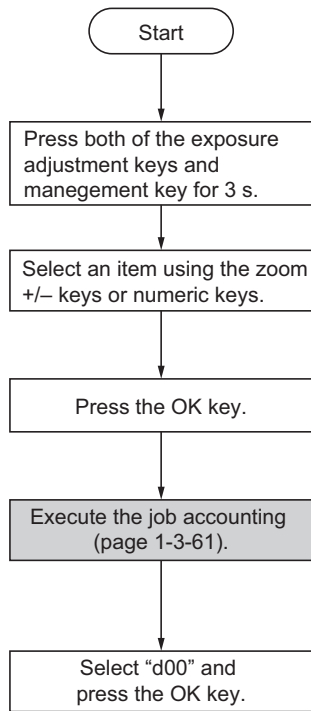 Start
Press both of the exposure
adjustment keys and
manegement key for 3 s.
Select an item using the zoom
+/– keys or numeric keys.
Press the OK key.
Execute the job accounting
(page 1-3-61).
Select “d00” and
press the OK key.